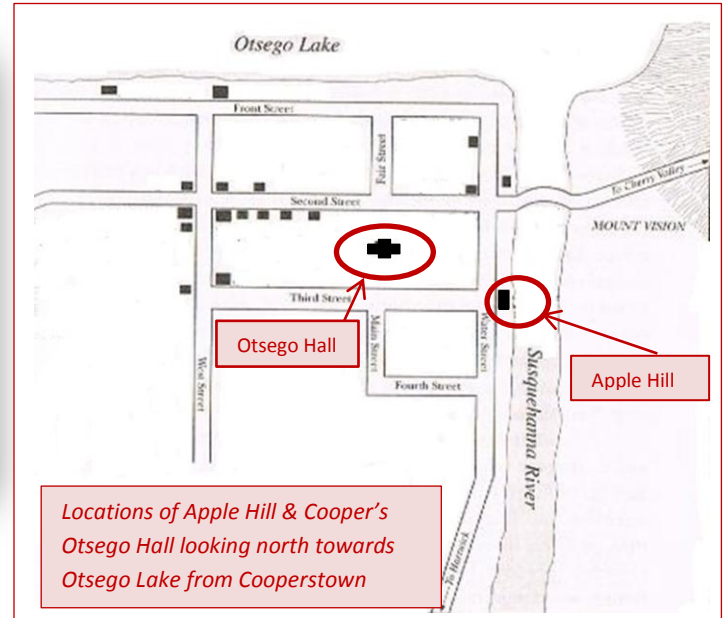 Otsego Lake
Front Street
Fair Street
To Cherry Valley
Second Street
MOUNT VISION
Third Street
Otsego Hall
Main Street
Water Street
Apple Hill
West Street
Fourth Street
Susquehanna River
Locations of Apple Hill & Cooper's
Otsego Hall looking north towards
Otsego Lake from Cooperstown
To Hartwick